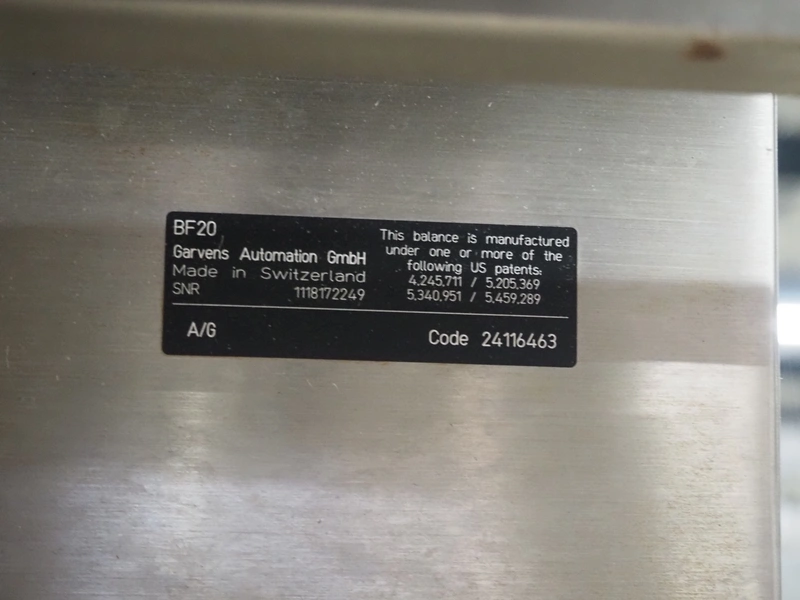 BF20
Garvens Automation GmbH
Made in Switzerland
SNR 1118172249
This balance is manufactured
under one or more of the
following US patents:
4.245,711 / 5,205,369
5,340,951 / 5,459,289
A/G
Code 24116463